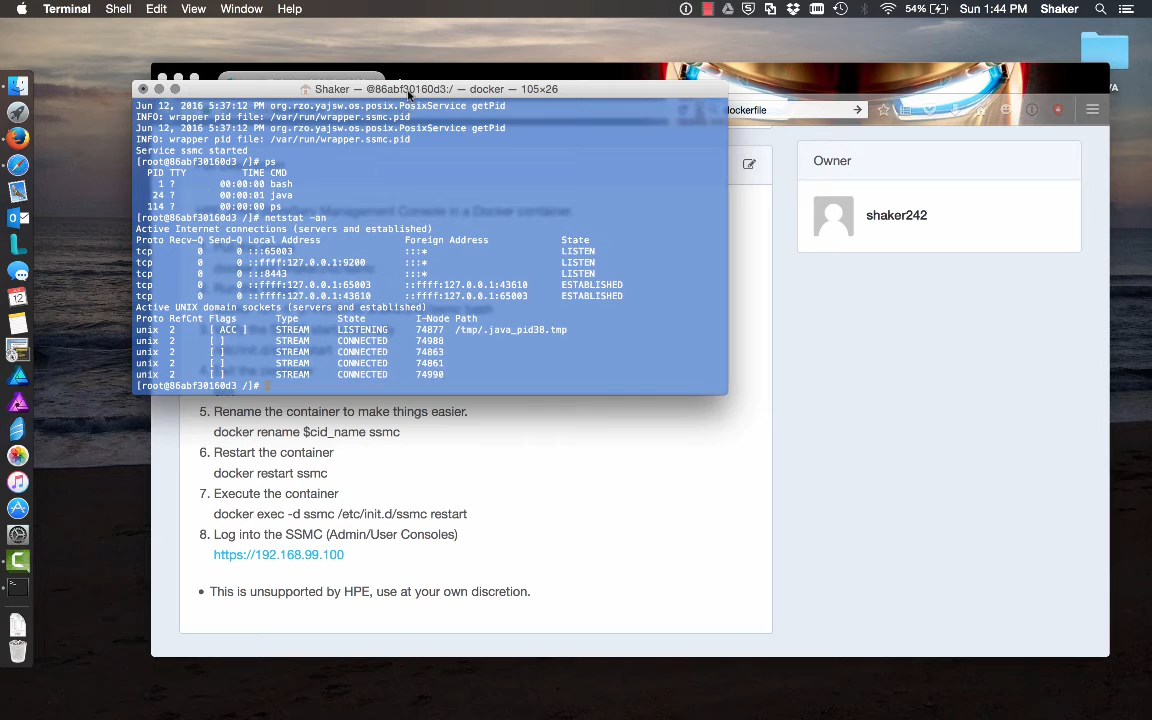 Terminal Shell Edit View Window Help
54% Sun 1:44 PM Shaker
Shaker — @86abf30160d3:/ — docker — 105×26
Jun 12, 2016 5:37:12 PM org.rzo.yajsw.os.posix.PosixService getPid
INFO: wrapper pid file: /var/run/wrapper.ssmc.pid
Jun 12, 2016 5:37:12 PM org.rzo.yajsw.os.posix.PosixService getPid
INFO: wrapper pid file: /var/run/wrapper.ssmc.pid
Service ssmc started
[root@86abf30160d3 /]# ps
PID TTY TIME CMD
1 ? 00:00:00 bash
24 ? 00:00:01 java
114 ? 00:00:00 ps
[root@86abf30160d3 /]# netstat -an
Active Internet connections (servers and established)
Proto Recv-Q Send-Q Local Address Foreign Address State
tcp 0 0 :::65003 :::* LISTEN
tcp 0 0 ::ffff:127.0.0.1:9200 :::* LISTEN
tcp 0 0 :::8443 :::* LISTEN
tcp 0 0 ::ffff:127.0.0.1:65003 ::ffff:127.0.0.1:43610 ESTABLISHED
tcp 0 0 ::ffff:127.0.0.1:43610 ::ffff:127.0.0.1:65003 ESTABLISHED
Active UNIX domain sockets (servers and established)
Proto RefCnt Flags Type State I-Node Path
unix 2 [ ACC ] STREAM LISTENING 74877 /tmp/.java_pid38.tmp
unix 2 [ ] STREAM CONNECTED 74988
unix 2 [ ] STREAM CONNECTED 74863
unix 2 [ ] STREAM CONNECTED 74861
unix 2 [ ] STREAM CONNECTED 74990
[root@86abf30160d3 /]#
dockerfile
Owner
shaker242
5. Rename the container to make things easier.
docker rename $cid_name ssmc
6. Restart the container
docker restart ssmc
7. Execute the container
docker exec -d ssmc /etc/init.d/ssmc restart
8. Log into the SSMC (Admin/User Consoles)
https://192.168.99.100
• This is unsupported by HPE, use at your own discretion.